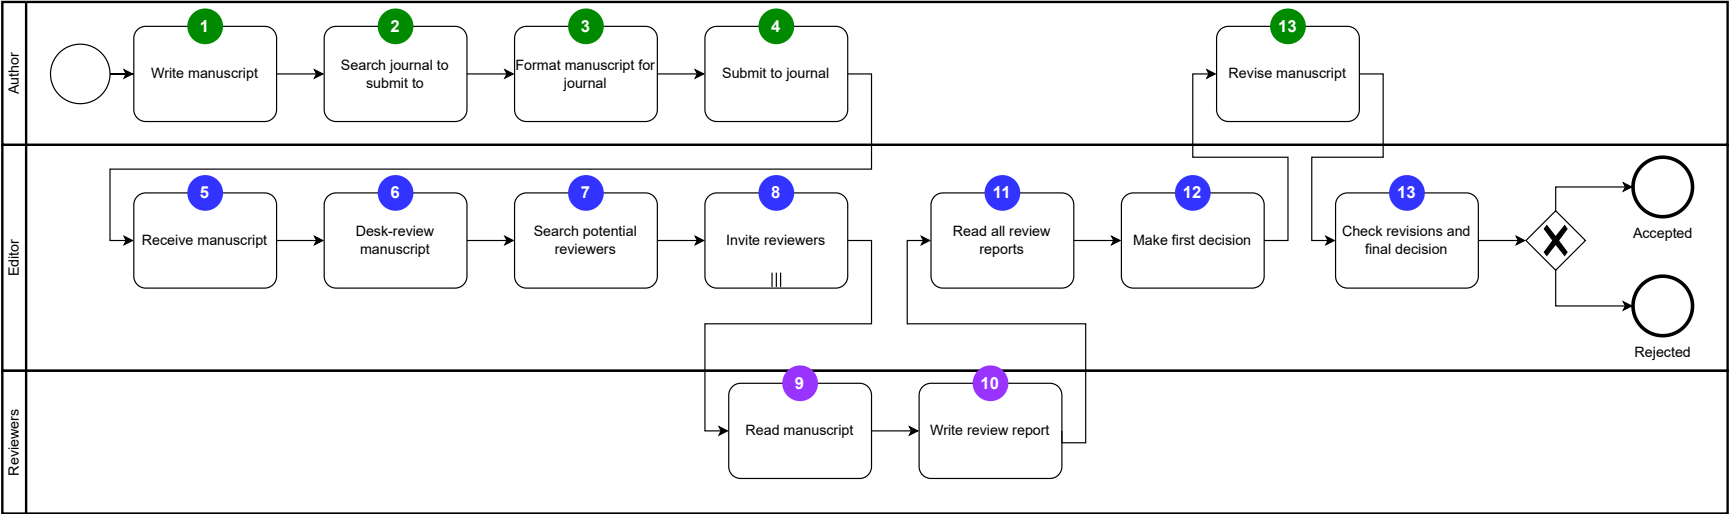 Author
1
Write manuscript
2
Search journal to
submit to
3
Format manuscript for
journal
4
Submit to journal
13
Revise manuscript
Editor
5
Receive manuscript
6
Desk-review
manuscript
7
Search potential
reviewers
8
Invite reviewers
11
Read all review
reports
12
Make first decision
13
Check revisions and
final decision
Accepted
Rejected
Reviewers
9
Read manuscript
10
Write review report